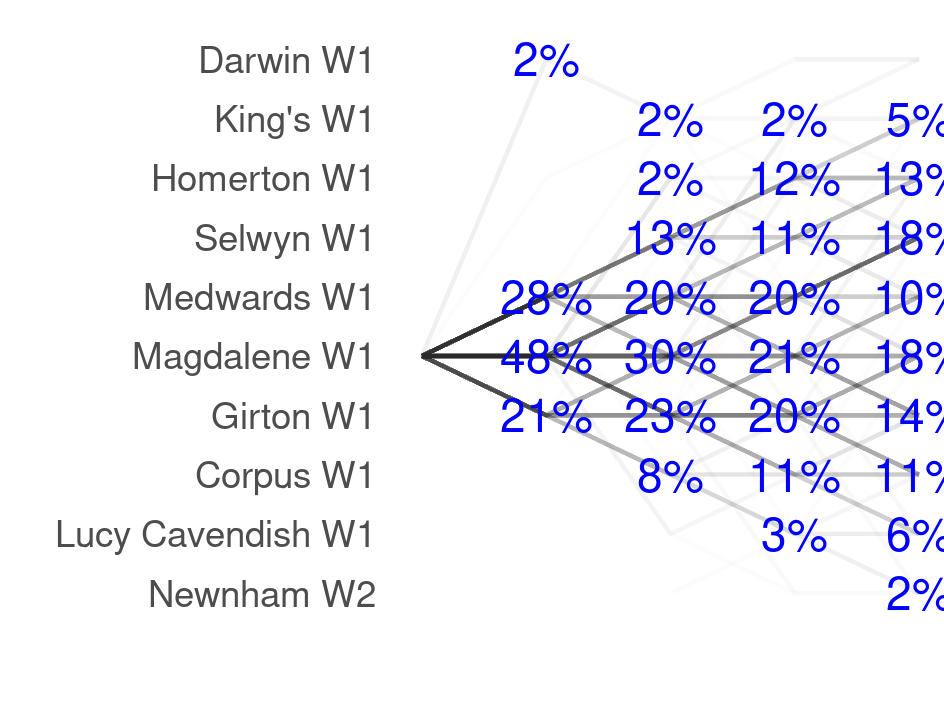 Darwin W1 2%
King's W1 2% 2% 5%
Homerton W1 2% 12% 13%
Selwyn W1 13% 11% 18%
Medwards W1 28% 20% 20% 10%
Magdalene W1 48% 30% 21% 18%
Girton W1 21% 23% 20% 14%
Corpus W1 8% 11% 11%
Lucy Cavendish W1 3% 6%
Newnham W2 2%